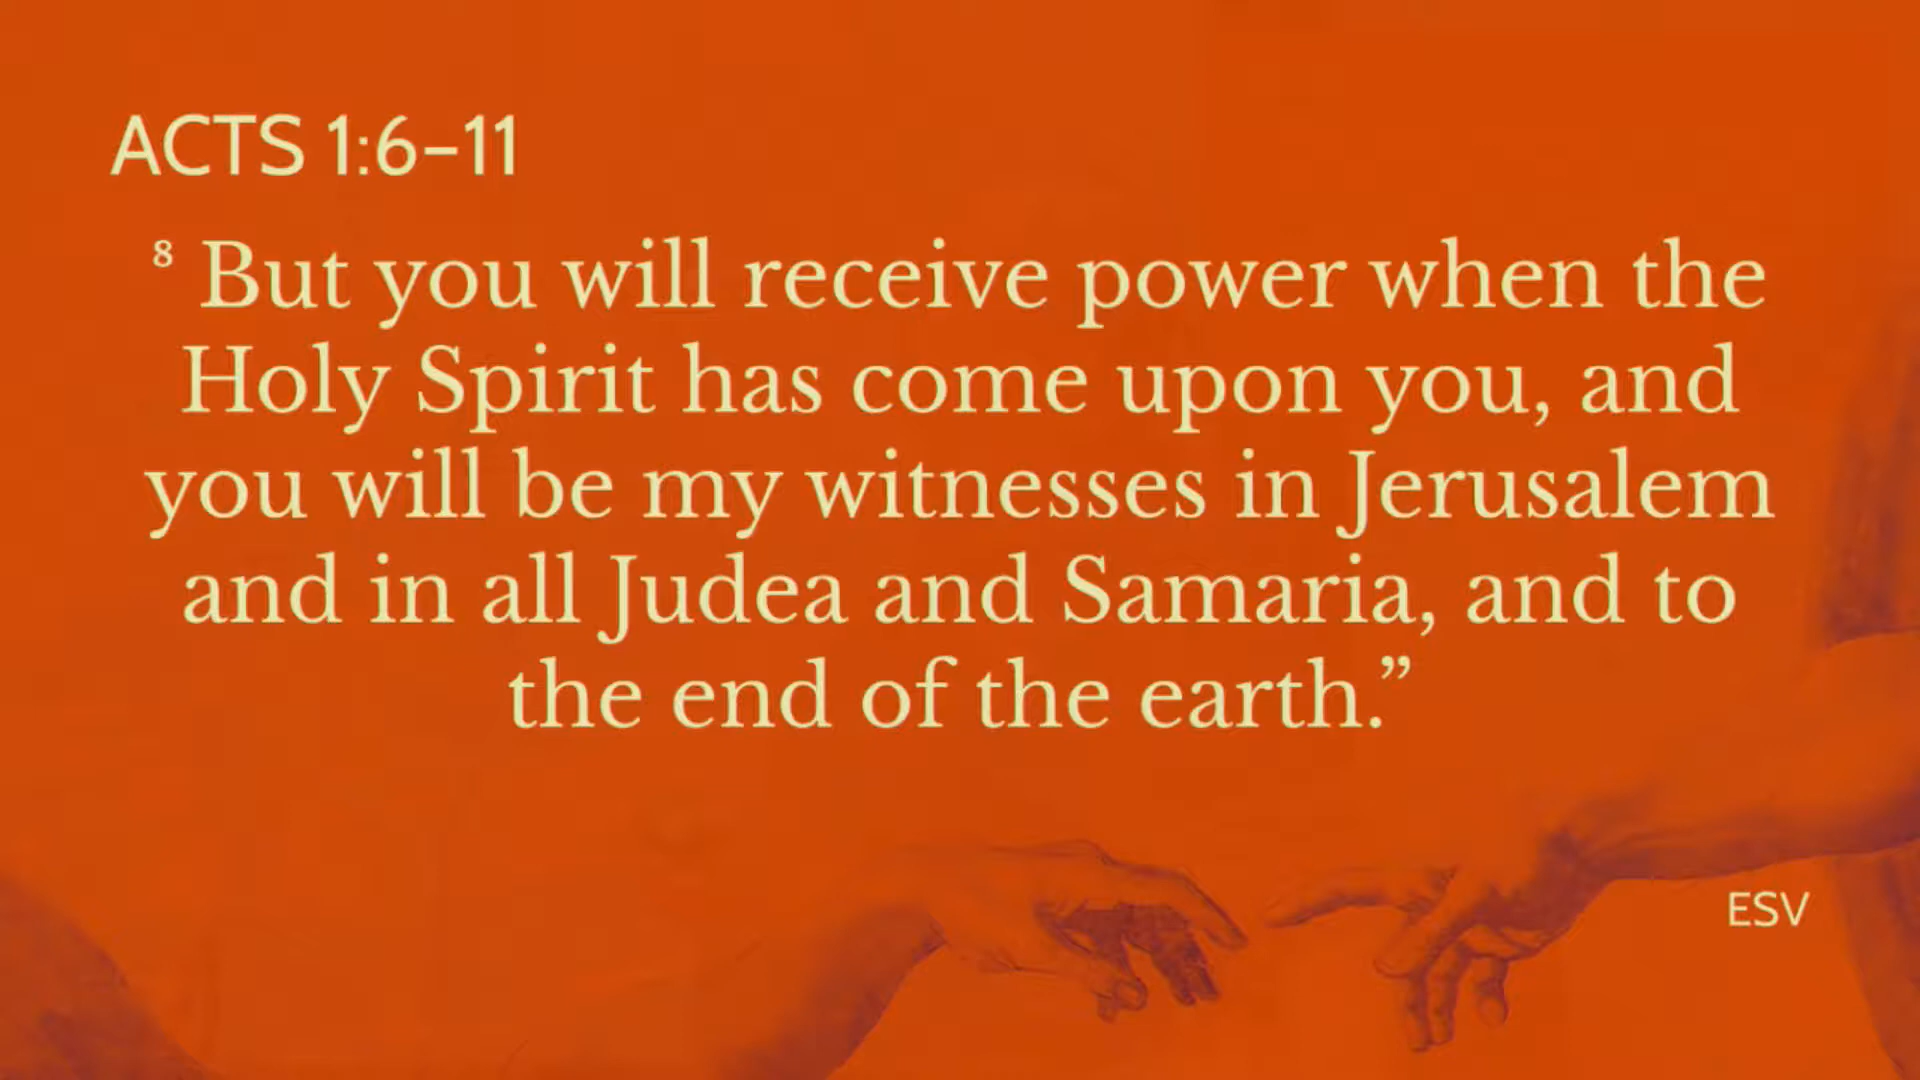 ACTS 1:6–11
⁸ But you will receive power when the
Holy Spirit has come upon you, and
you will be my witnesses in Jerusalem
and in all Judea and Samaria, and to
the end of the earth.”
ESV